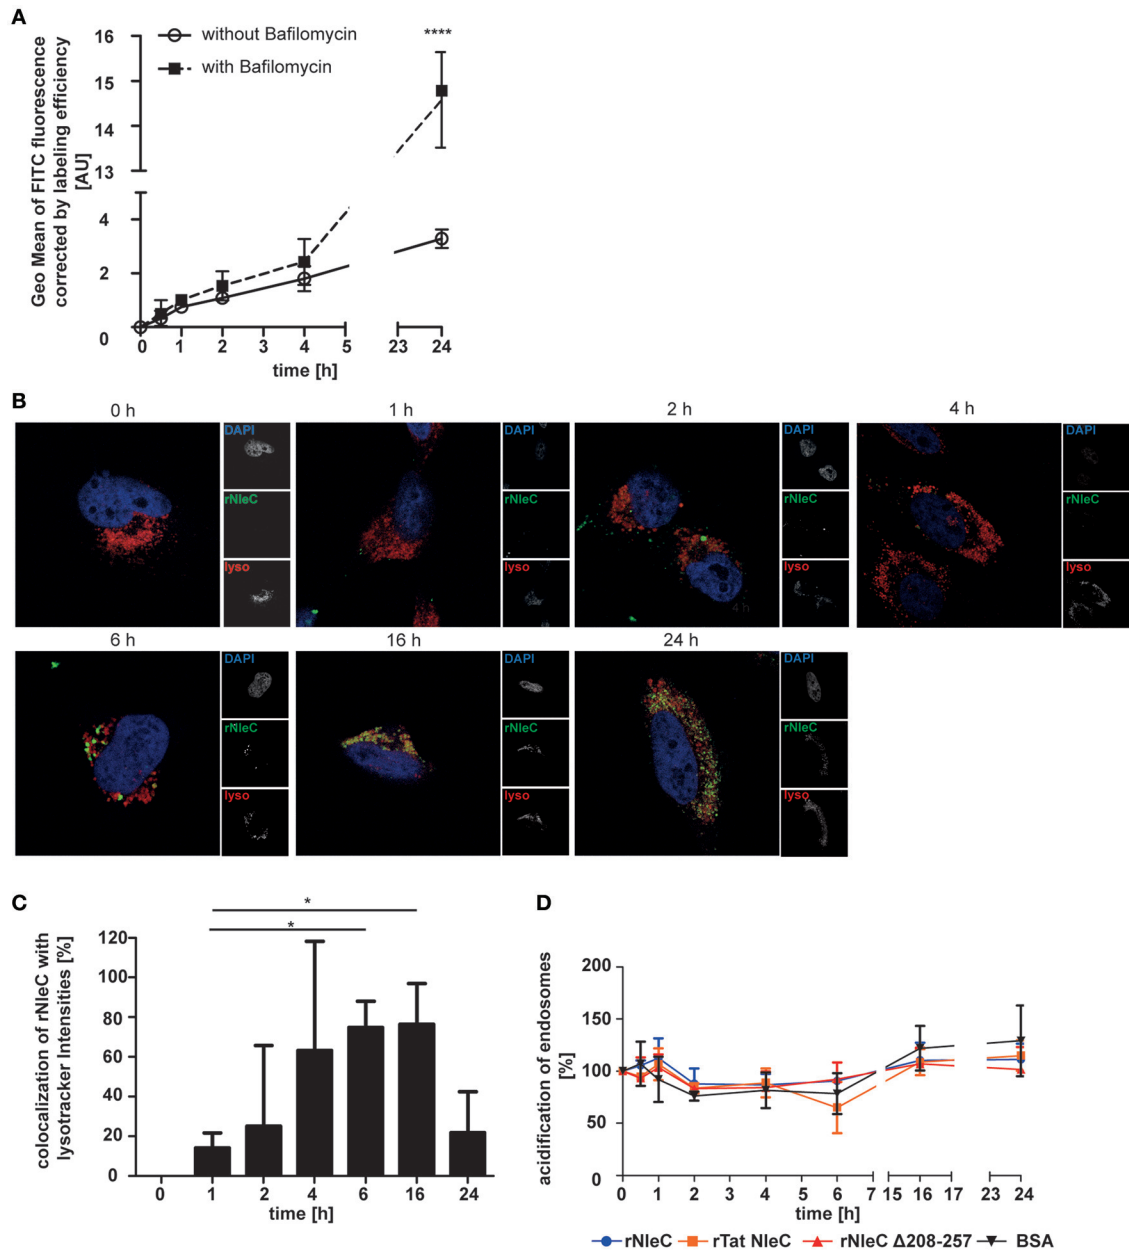 A
Geo Mean of FITC fluorescence
corrected by labeling efficiency
[AU]
without Bafilomycin
with Bafilomycin
****
16
15
14
13
4
2
0
0 1 2 3 4 5 23 24
time [h]
B
0 h 1 h 2 h 4 h
DAPI DAPI DAPI DAPI
rNleC rNleC rNleC rNleC
lyso lyso lyso lyso
4 h
6 h 16 h 24 h
DAPI DAPI DAPI
rNleC rNleC rNleC
lyso lyso lyso
C
colocalization of rNleC with
lysotracker Intensities [%]
*
*
120
100
80
60
40
20
0
0 1 2 4 6 16 24
time [h]
D
acidification of endosomes
[%]
200
150
100
50
0
0 1 2 3 4 5 6 7 15 16 17 23 24
time [h]
rNleC rTat NleC rNleC Δ208-257 BSA